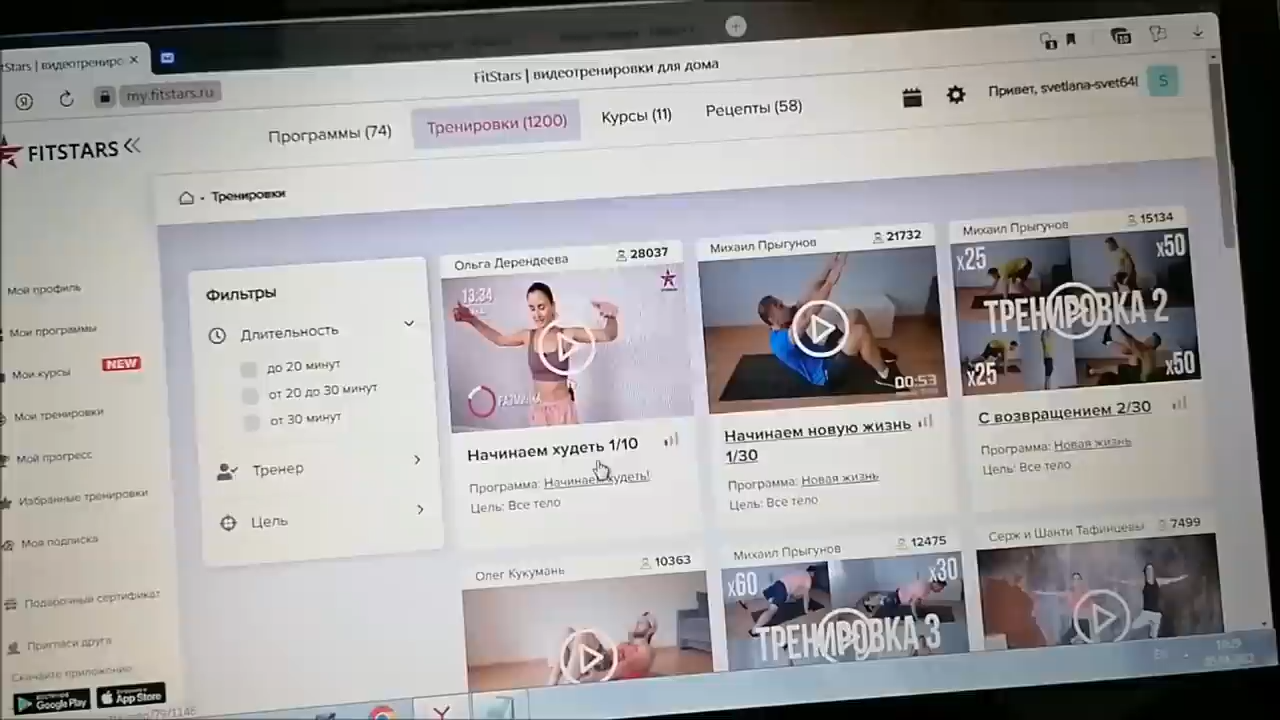 FitStars | видеотренировки для дома
my.fitstars.ru
Привет, svetlana-svet64!
S
FITSTARS
Программы (74)
Тренировки (1200)
Курсы (11)
Рецепты (58)
Тренировки
Мой профиль
Мои программы
Мои курсы
NEW
Мои тренировки
Мой прогресс
Избранные тренировки
Моя подписка
Подарочный сертификат
Пригласи друга
Скачайте приложение
Google Play
App Store
Фильтры
Длительность
до 20 минут
от 20 до 30 минут
от 30 минут
Тренер
Цель
Ольга Дерендеева
28037
13:34
РАЗМИНКА
Начинаем худеть 1/10
Программа: Начинаем худеть!
Цель: Все тело
Михаил Прыгунов
21732
00:53
Начинаем новую жизнь
1/30
Программа: Новая жизнь
Цель: Все тело
Михаил Прыгунов
15134
x25
x50
ТРЕНИРОВКА 2
x25
x50
С возвращением 2/30
Программа: Новая жизнь
Цель: Все тело
Олег Кукумань
10363
Михаил Прыгунов
12475
x60
x30
ТРЕНИРОВКА 3
Серж и Шанти Тафинцевы
7499